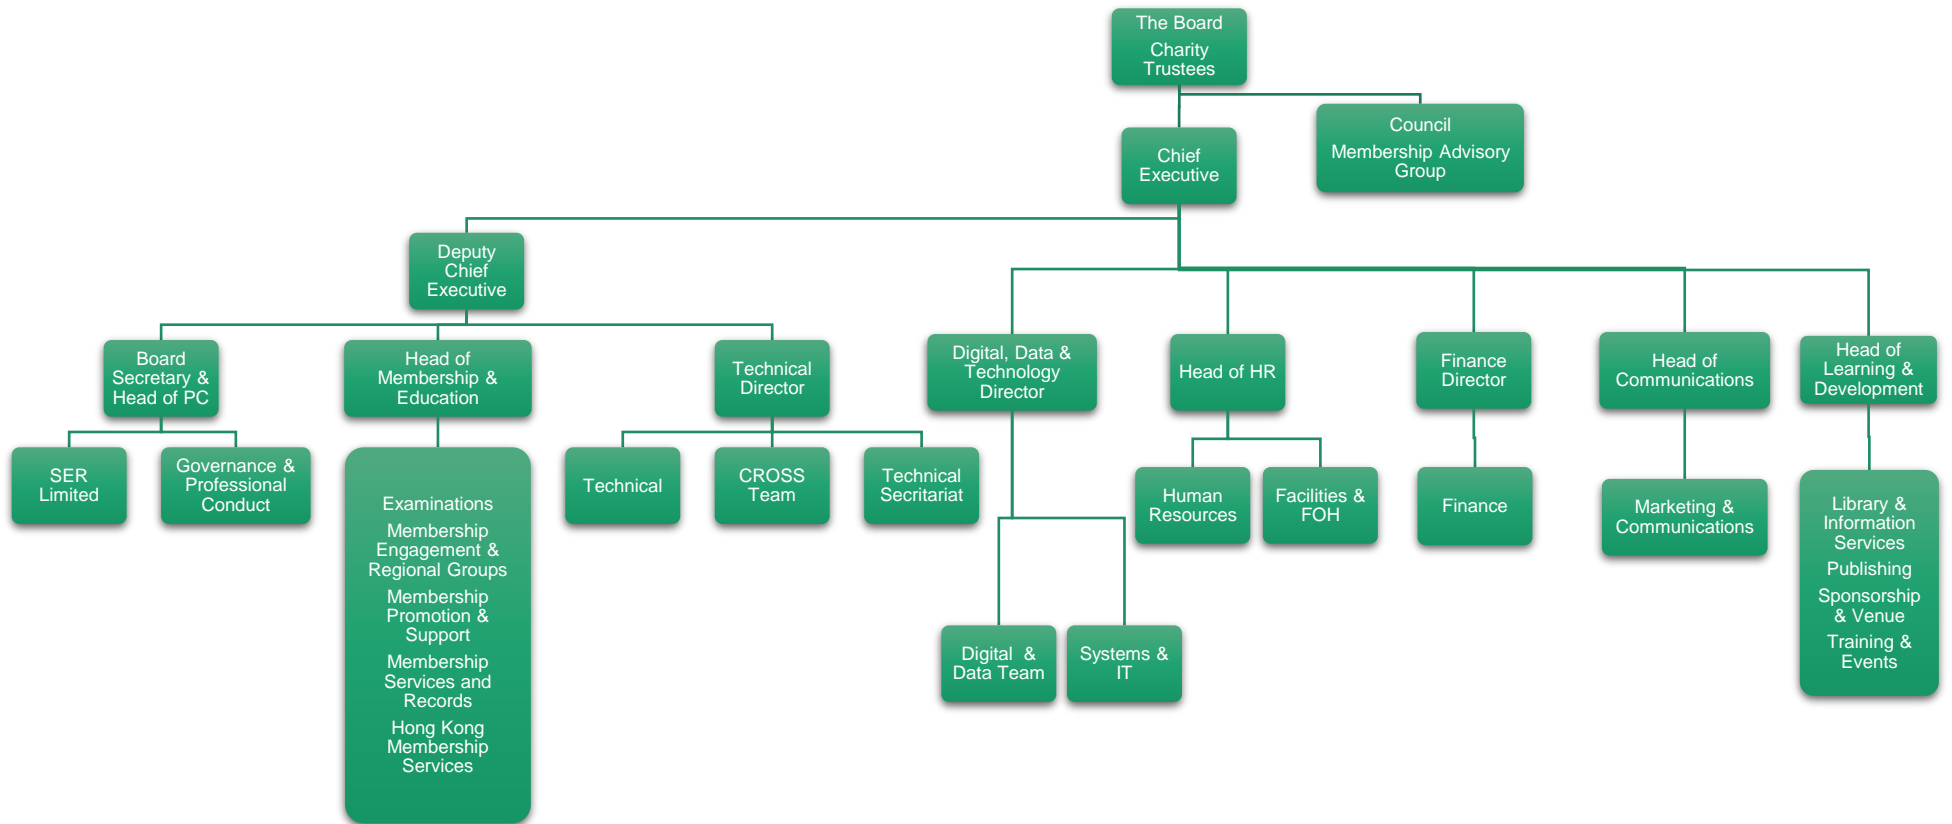 The Board
Charity
Trustees
Council
Membership Advisory
Group
Chief
Executive
Deputy
Chief
Executive
Board
Secretary &
Head of PC
Head of
Membership &
Education
Technical
Director
Digital, Data &
Technology
Director
Head of HR
Finance
Director
Head of
Communications
Head of
Learning &
Development
SER
Limited
Governance &
Professional
Conduct
Examinations
Membership
Engagement &
Regional Groups
Membership
Promotion &
Support
Membership
Services and
Records
Hong Kong
Membership
Services
Technical
CROSS
Team
Technical
Secritariat
Digital &
Data Team
Systems &
IT
Human
Resources
Facilities &
FOH
Finance
Marketing &
Communications
Library &
Information
Services
Publishing
Sponsorship
& Venue
Training &
Events